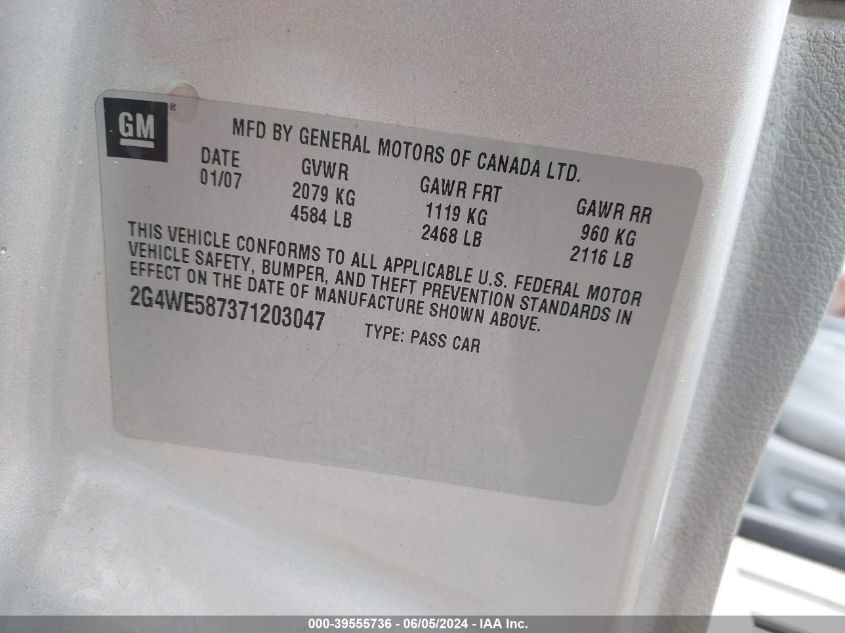 GM ®
MFD BY GENERAL MOTORS OF CANADA LTD.
DATE GVWR GAWR FRT GAWR RR
01/07 2079 KG 1119 KG 960 KG
4584 LB 2468 LB 2116 LB
THIS VEHICLE CONFORMS TO ALL APPLICABLE U.S. FEDERAL MOTOR
VEHICLE SAFETY, BUMPER, AND THEFT PREVENTION STANDARDS IN
EFFECT ON THE DATE OF MANUFACTURE SHOWN ABOVE.
2G4WE587371203047 TYPE: PASS CAR
000-39555736 - 06/05/2024 - IAA Inc.